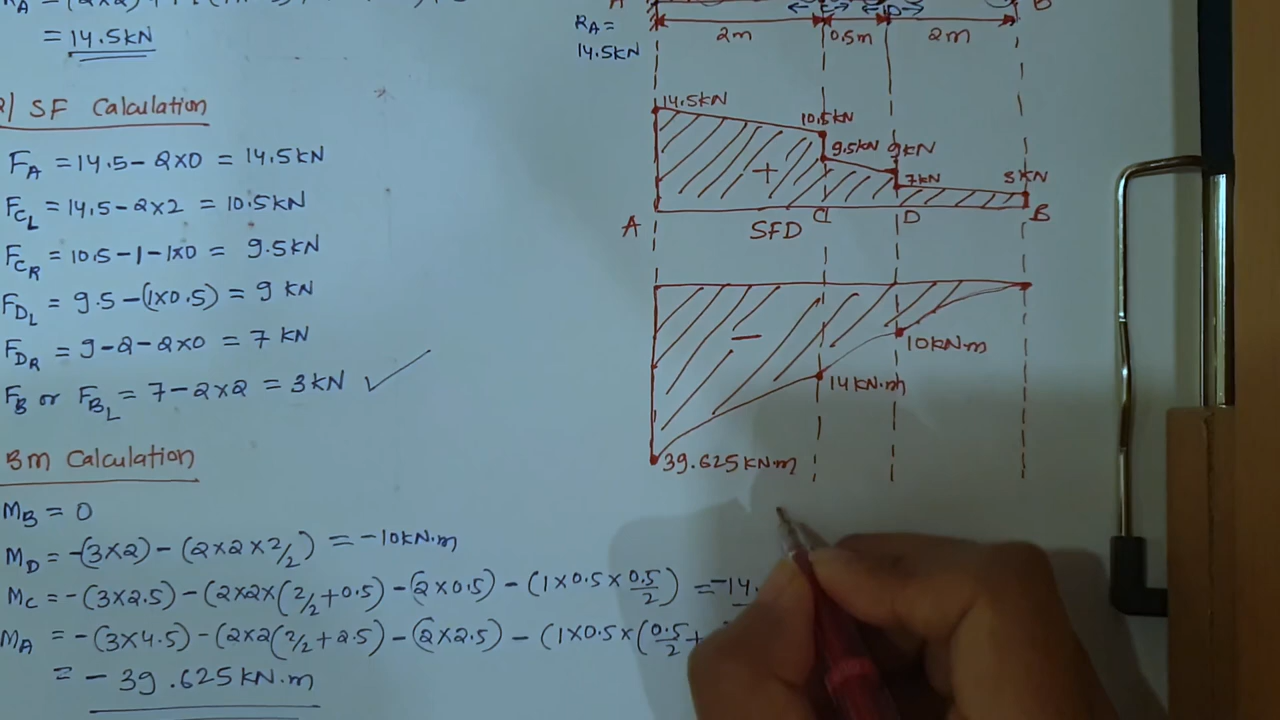 = 14.5KN
2) SF Calculation
FA = 14.5 - 2×0 = 14.5KN
FCL = 14.5 - 2×2 = 10.5KN
FCR = 10.5 - 1 - 1×0 = 9.5KN
FDL = 9.5 - (1×0.5) = 9 KN
FDR = 9 - 2 - 2×0 = 7 KN
FB or FBL = 7 - 2×2 = 3KN ✓
Bm Calculation
MB = 0
MD = -(3×2) - (2×2×2/2) = -10KN.m
Mc = -(3×2.5) - (2×2×(2/2+0.5) - (2×0.5) - (1×0.5×0.5/2) = -14.
MA = -(3×4.5) - (2×2(2/2+2.5) - (2×2.5) - (1×0.5×(0.5/2+
= - 39.625KN.m
RA =
14.5KN
2m 0.5m 2m
14.5KN
10.5KN
9.5KN 9KN
7KN 3KN
+
A C D B
SFD
-
10KN.m
14KN.m
39.625KN.m